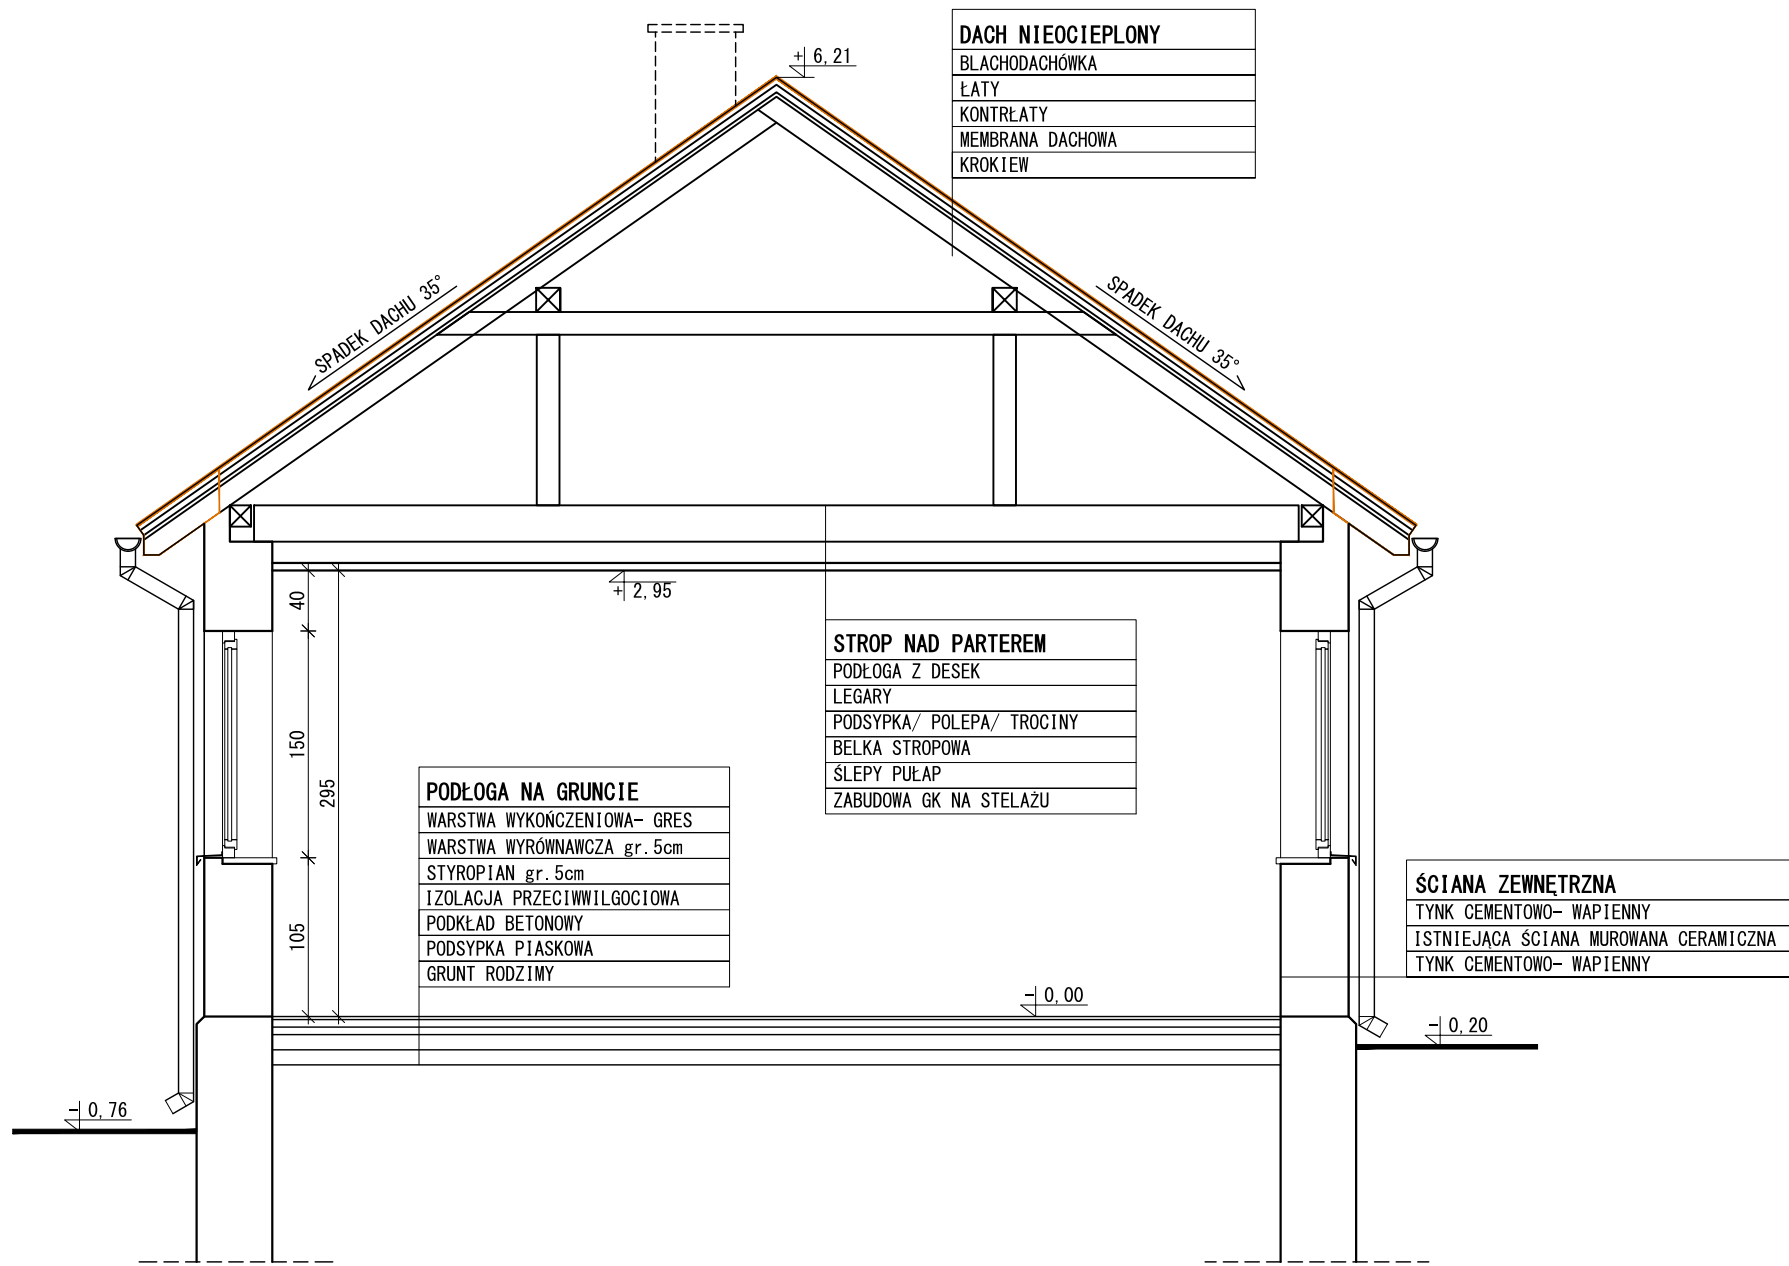 + 6,21
DACH NIEOCIEPLONY
BLACHODACHÓWKA
ŁATY
KONTRŁATY
MEMBRANA DACHOWA
KROKIEW
SPADEK DACHU 35°
SPADEK DACHU 35°
+ 2,95
40
150
295
105
STROP NAD PARTEREM
PODŁOGA Z DESEK
LEGARY
PODSYPKA/ POLEPA/ TROCINY
BELKA STROPOWA
ŚLEPY PUŁAP
ZABUDOWA GK NA STELAŻU
PODŁOGA NA GRUNCIE
WARSTWA WYKOŃCZENIOWA- GRES
WARSTWA WYRÓWNAWCZA gr.5cm
STYROPIAN gr.5cm
IZOLACJA PRZECIWWILGOCIOWA
PODKŁAD BETONOWY
PODSYPKA PIASKOWA
GRUNT RODZIMY
ŚCIANA ZEWNĘTRZNA
TYNK CEMENTOWO- WAPIENNY
ISTNIEJĄCA ŚCIANA MUROWANA CERAMICZNA
TYNK CEMENTOWO- WAPIENNY
- 0,00
- 0,20
- 0,76